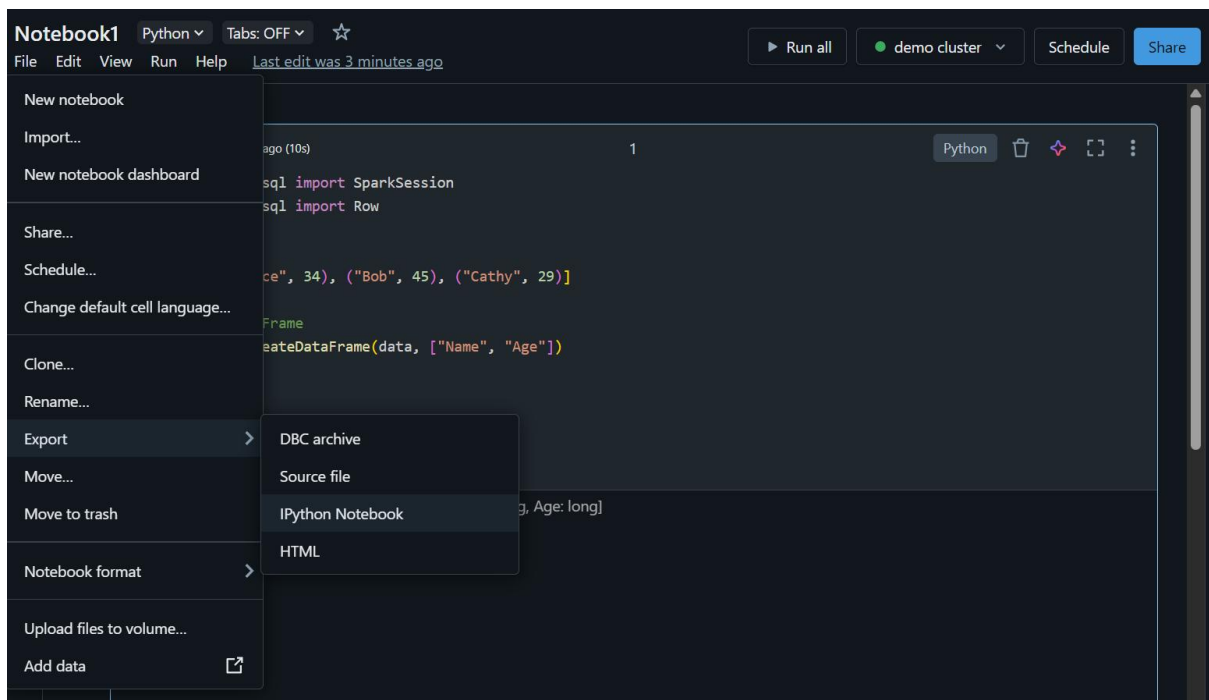 Notebook1 Python Tabs: OFF
File Edit View Run Help Last edit was 3 minutes ago
Run all
demo cluster
Schedule
Share
New notebook
Import...
New notebook dashboard
Share...
Schedule...
Change default cell language...
Clone...
Rename...
Export
Move...
Move to trash
Notebook format
Upload files to volume...
Add data
DBC archive
Source file
IPython Notebook
HTML
ago (10s)
1
Python
sql import SparkSession
sql import Row
ce", 34), ("Bob", 45), ("Cathy", 29)]
Frame
eateDataFrame(data, ["Name", "Age"])
g, Age: long]